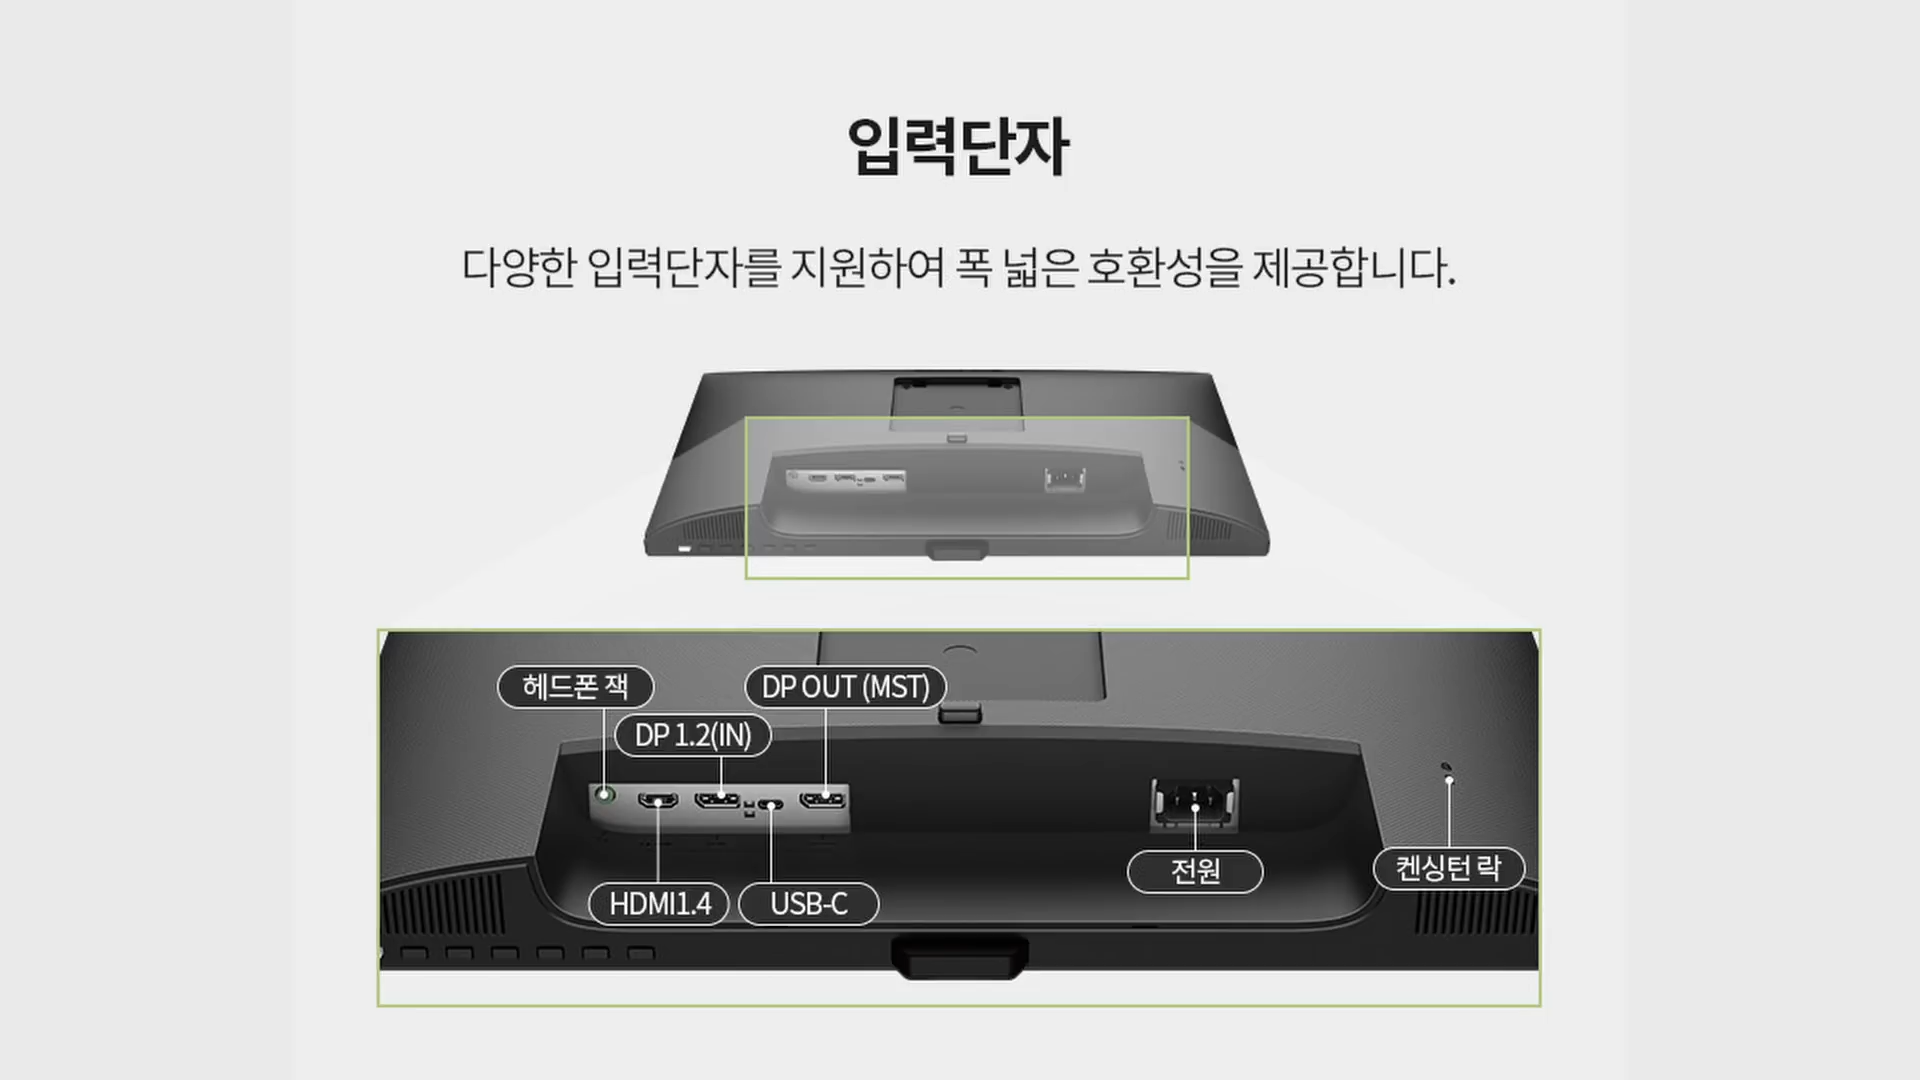 입력단자
다양한 입력단자를 지원하여 폭 넓은 호환성을 제공합니다.
헤드폰 잭
DP OUT (MST)
DP 1.2(IN)
전원
켄싱턴 락
HDMI1.4
USB-C